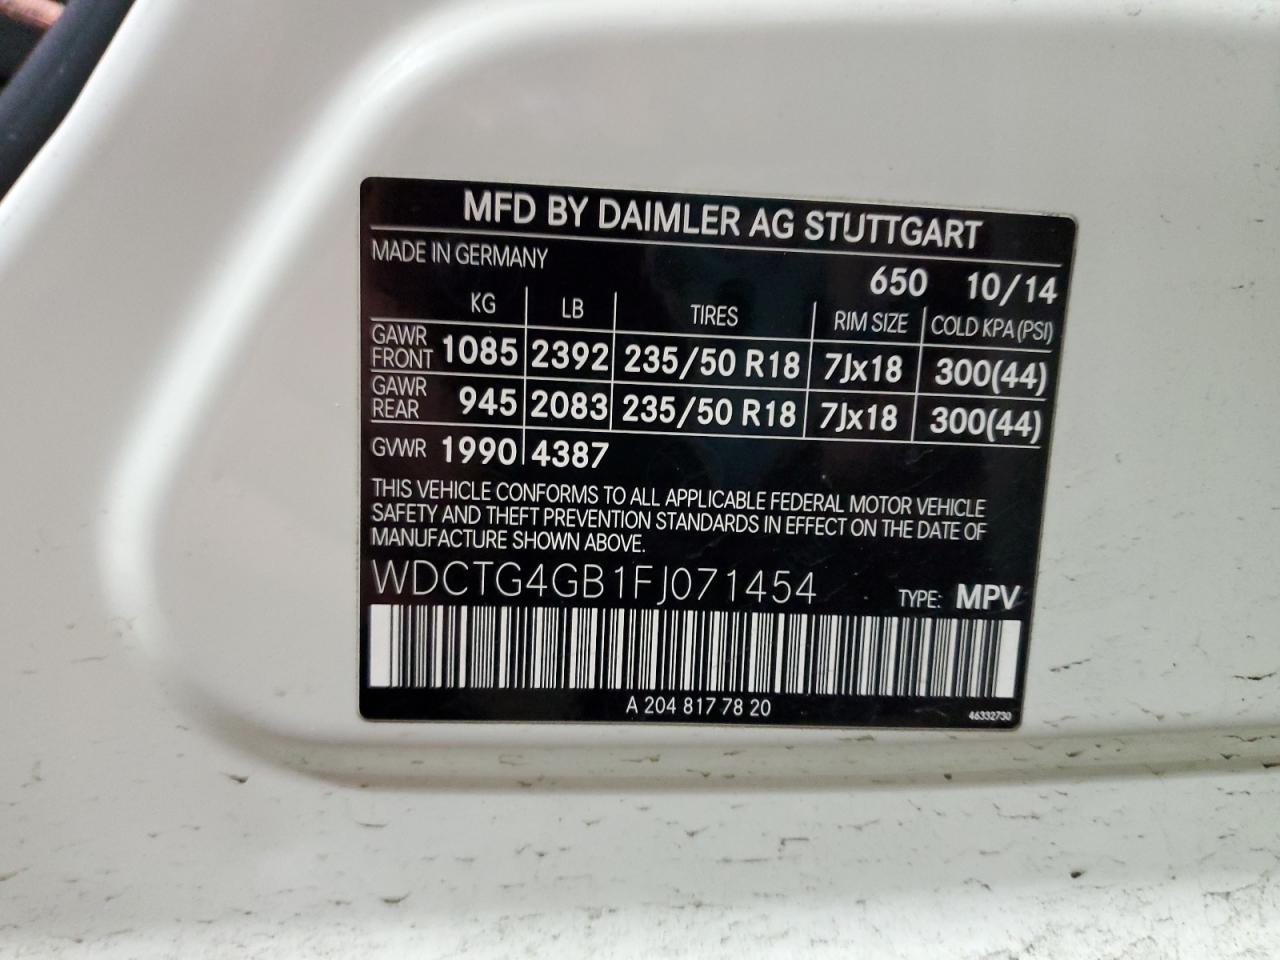 MFD BY DAIMLER AG STUTTGART
MADE IN GERMANY
650 10/14
KG LB TIRES RIM SIZE COLD KPA (PSI)
GAWR FRONT 1085 2392 235/50 R18 7Jx18 300(44)
GAWR REAR 945 2083 235/50 R18 7Jx18 300(44)
GVWR 1990 4387
THIS VEHICLE CONFORMS TO ALL APPLICABLE FEDERAL MOTOR VEHICLE
SAFETY AND THEFT PREVENTION STANDARDS IN EFFECT ON THE DATE OF
MANUFACTURE SHOWN ABOVE.
WDCTG4GB1FJ071454 TYPE: MPV
A 204 817 78 20
46332730